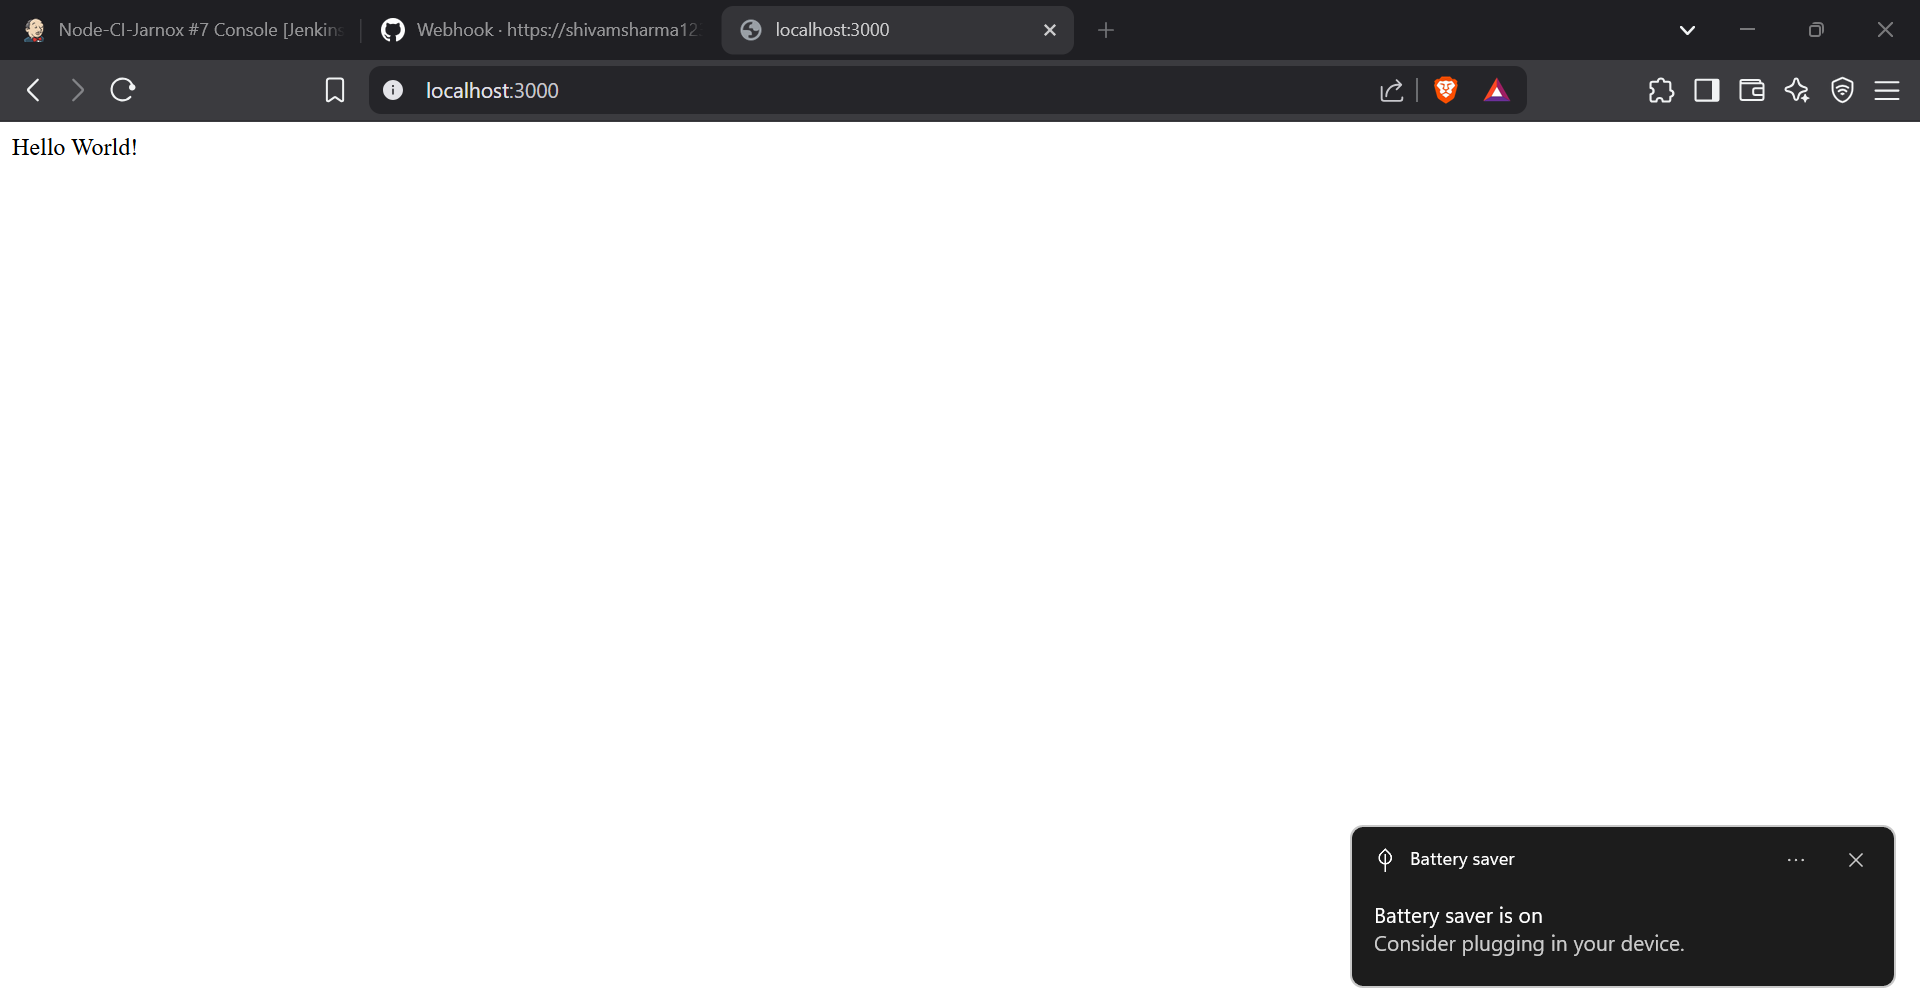 Node-CI-Jarnox #7 Console [Jenkins
Webhook · https://shivamsharma12
localhost:3000
localhost:3000
Hello World!
Battery saver
Battery saver is on
Consider plugging in your device.